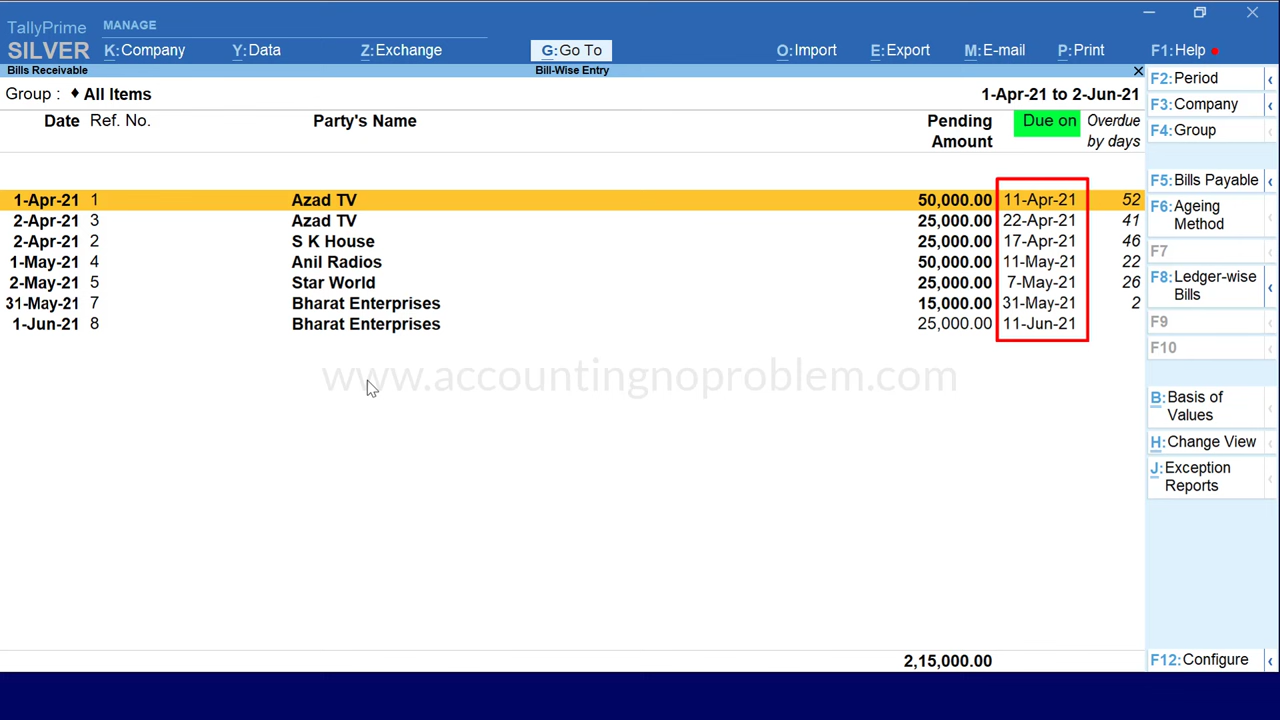 TallyPrime MANAGE
SILVER K:Company Y:Data Z:Exchange G:Go To O:Import E:Export M:E-mail P:Print F1:Help
Bills Receivable Bill-Wise Entry
Group : ♦ All Items 1-Apr-21 to 2-Jun-21
Date Ref. No. Party's Name Pending Due on Overdue
Amount by days
1-Apr-21 1 Azad TV 50,000.00 11-Apr-21 52
2-Apr-21 3 Azad TV 25,000.00 22-Apr-21 41
2-Apr-21 2 S K House 25,000.00 17-Apr-21 46
1-May-21 4 Anil Radios 50,000.00 11-May-21 22
2-May-21 5 Star World 25,000.00 7-May-21 26
31-May-21 7 Bharat Enterprises 15,000.00 31-May-21 2
1-Jun-21 8 Bharat Enterprises 25,000.00 11-Jun-21
www.accountingnoproblem.com
2,15,000.00
F2:Period
F3:Company
F4:Group
F5:Bills Payable
F6:Ageing
Method
F7
F8:Ledger-wise
Bills
F9
F10
B:Basis of
Values
H:Change View
J:Exception
Reports
F12:Configure